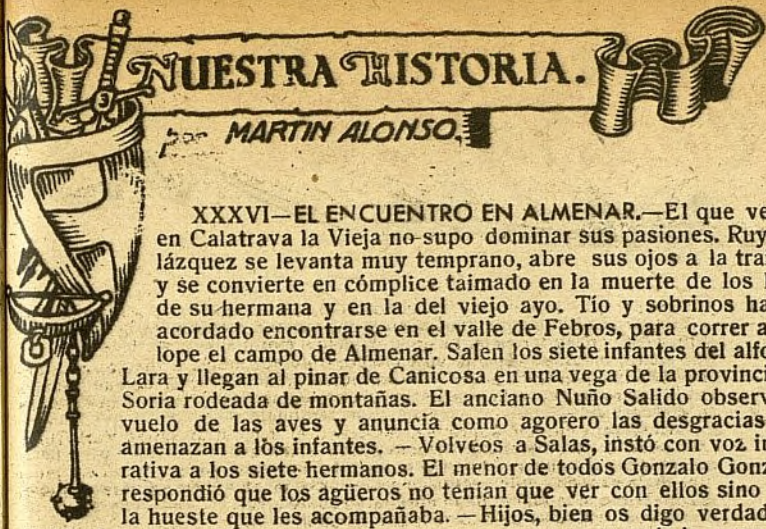 NUESTRA HISTORIA.
por MARTIN ALONSO.
XXXVI—EL ENCUENTRO EN ALMENAR.—El que ve
en Calatrava la Vieja no supo dominar sus pasiones. Ruy
lázquez se levanta muy temprano, abre sus ojos a la tra
y se convierte en cómplice taimado en la muerte de los
de su hermana y en la del viejo ayo. Tío y sobrinos ha
acordado encontrarse en el valle de Febros, para correr a
lope el campo de Almenar. Salen los siete infantes del alfo
Lara y llegan al pinar de Canicosa en una vega de la provinci
Soria rodeada de montañas. El anciano Nuño Salido observ
vuelo de las aves y anuncia como agorero las desgracias
amenazan a los infantes. — Volveos a Salas, instó con voz im
rativa a los siete hermanos. El menor de todos Gonzalo Gonz
respondió que los agüeros no tenían que ver con ellos sino
la hueste que les acompañaba. — Hijos, bien os digo verdad